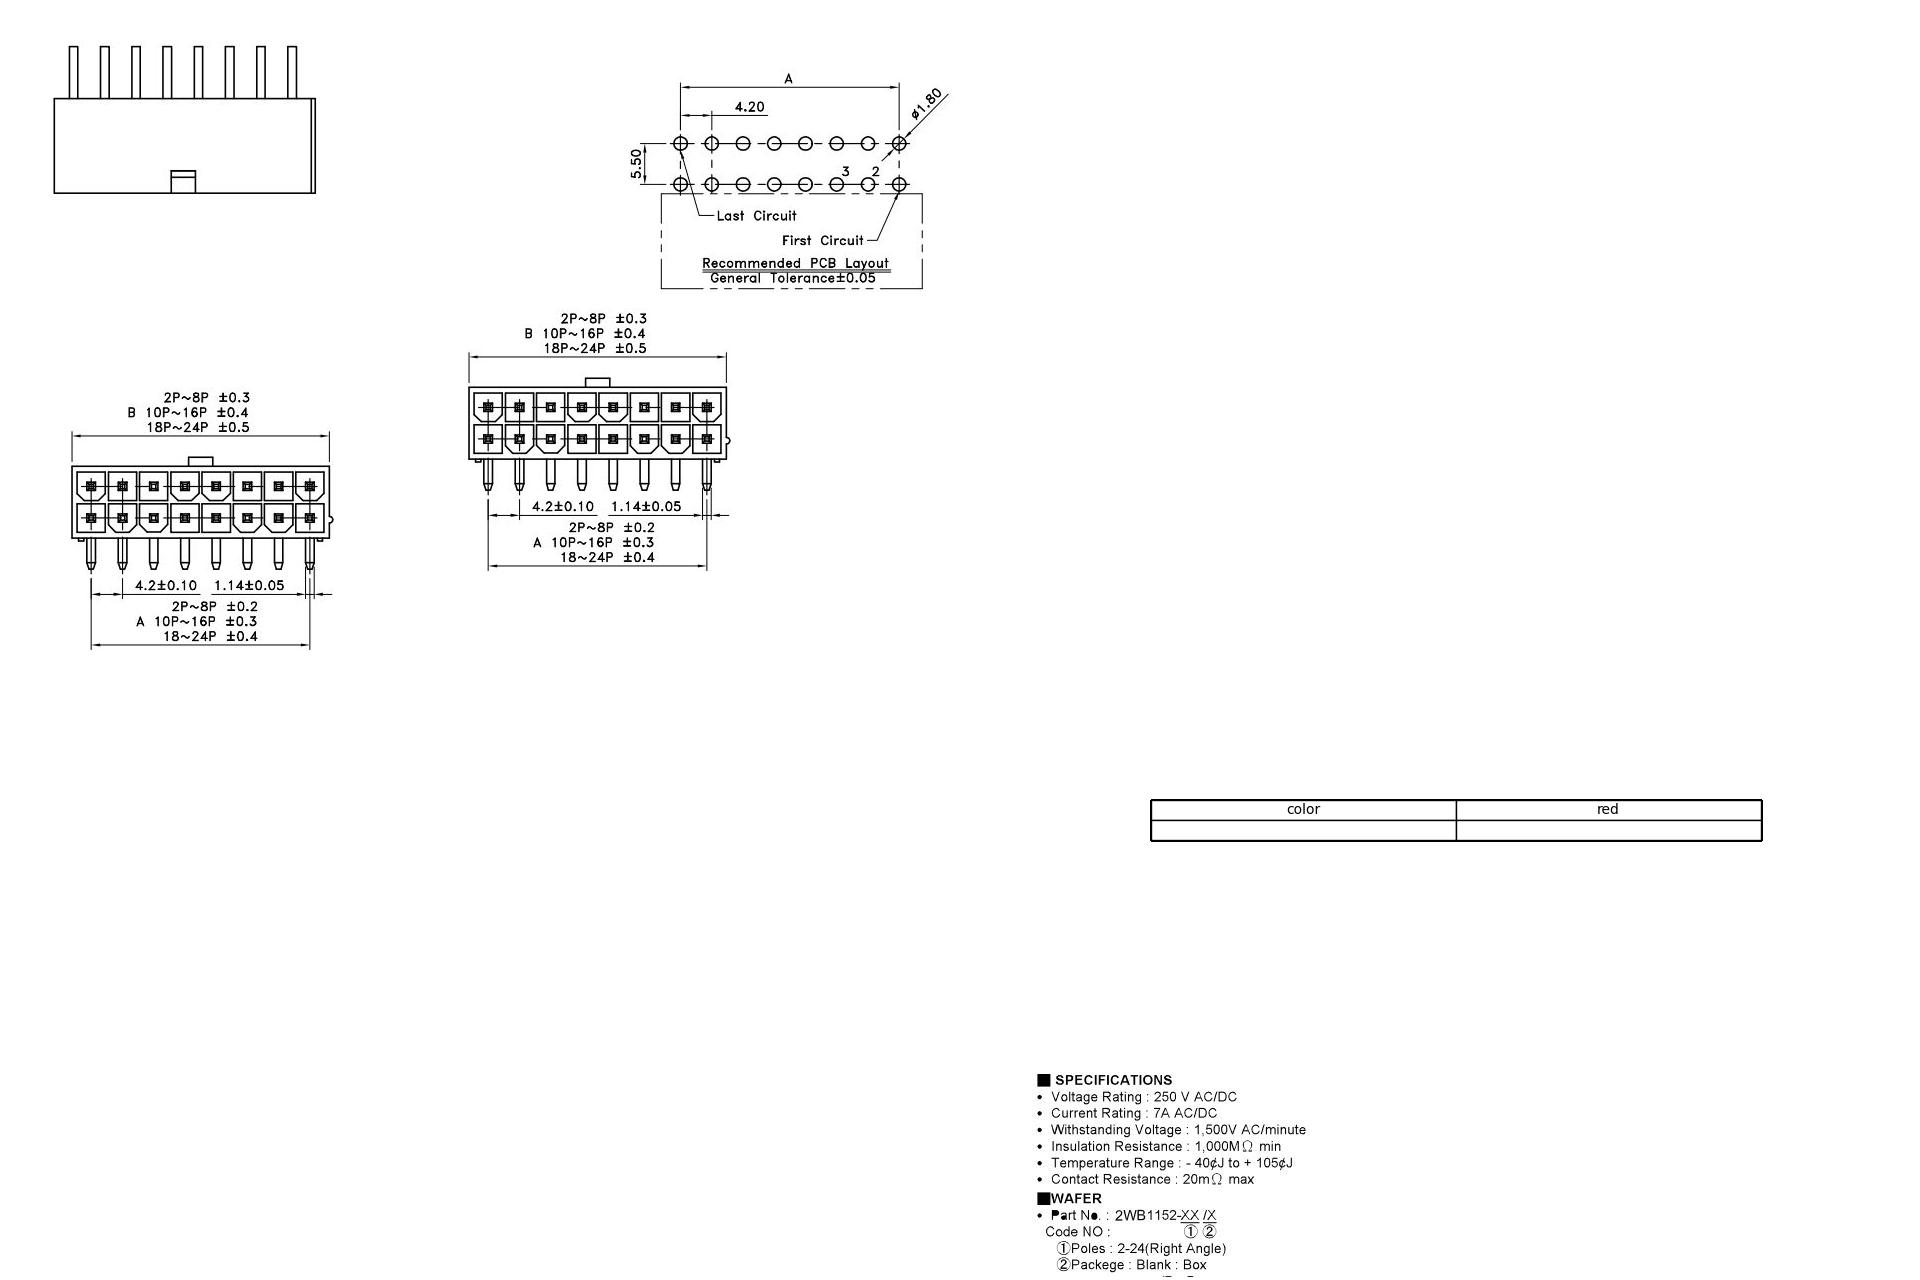 A
4.20
ø1.80
5.50
3 2
Last Circuit
First Circuit
Recommended PCB Layout
General Tolerance±0.05
2P~8P ±0.3
B 10P~16P ±0.4
18P~24P ±0.5
4.2±0.10 1.14±0.05
2P~8P ±0.2
A 10P~16P ±0.3
18~24P ±0.4
2P~8P ±0.3
B 10P~16P ±0.4
18P~24P ±0.5
4.2±0.10 1.14±0.05
2P~8P ±0.2
A 10P~16P ±0.3
18~24P ±0.4
color red
■ SPECIFICATIONS
• Voltage Rating : 250 V AC/DC
• Current Rating : 7A AC/DC
• Withstanding Voltage : 1,500V AC/minute
• Insulation Resistance : 1,000MΩ min
• Temperature Range : - 40¢J to + 105¢J
• Contact Resistance : 20mΩ max
■WAFER
• Part No. : 2WB1152-XX /X
Code NO : ① ②
①Poles : 2-24(Right Angle)
②Packege : Blank : Box